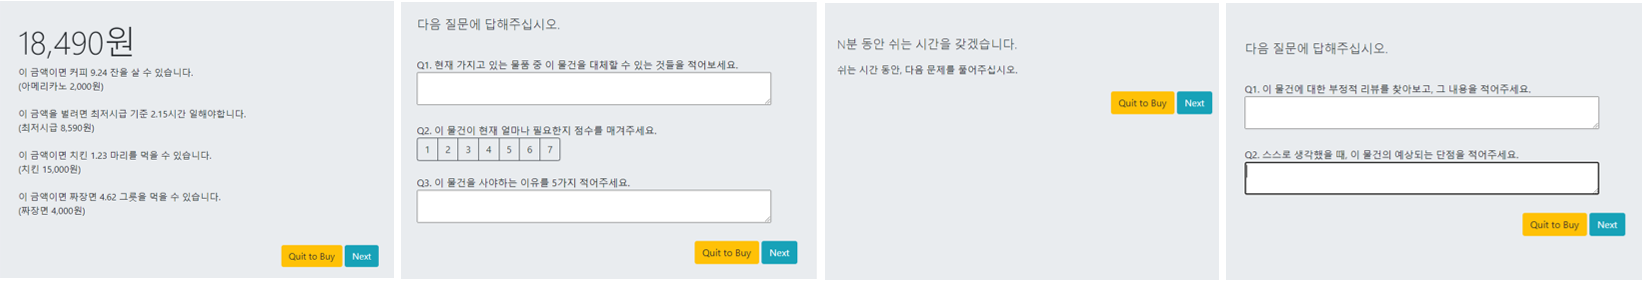 18,490원
이 금액이면 커피 9.24 잔을 살 수 있습니다.
(아메리카노 2,000원)
이 금액을 벌려면 최저시급 기준 2.15시간 일해야합니다.
(최저시급 8,590원)
이 금액이면 치킨 1.23 마리를 먹을 수 있습니다.
(치킨 15,000원)
이 금액이면 짜장면 4.62 그릇을 먹을 수 있습니다.
(짜장면 4,000원)
Quit to Buy Next
다음 질문에 답해주십시오.
Q1. 현재 가지고 있는 물품 중 이 물건을 대체할 수 있는 것들을 적어보세요.
Q2. 이 물건이 현재 얼마나 필요한지 점수를 매겨주세요.
1 2 3 4 5 6 7
Q3. 이 물건을 사야하는 이유를 5가지 적어주세요.
Quit to Buy Next
N분 동안 쉬는 시간을 갖겠습니다.
쉬는 시간 동안, 다음 문제를 풀어주십시오.
Quit to Buy Next
다음 질문에 답해주십시오.
Q1. 이 물건에 대한 부정적 리뷰를 찾아보고, 그 내용을 적어주세요.
Q2. 스스로 생각했을 때, 이 물건의 예상되는 단점을 적어주세요.
Quit to Buy Next